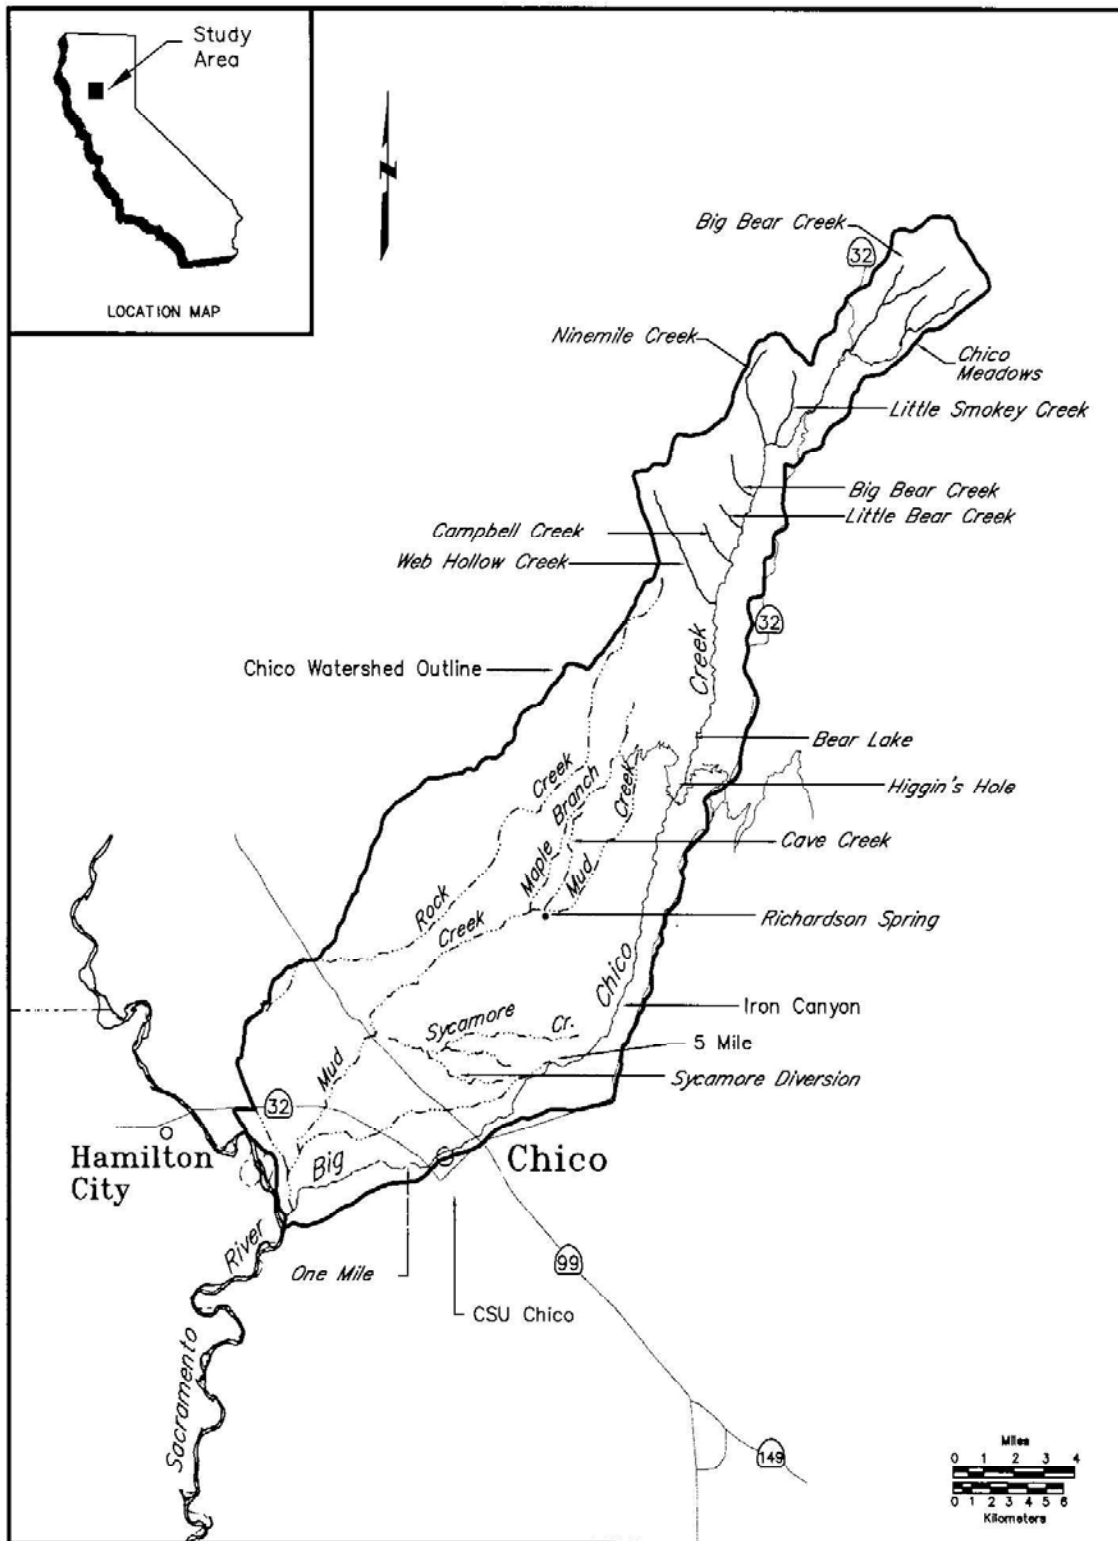 Study
Area
LOCATION MAP
N
Big Bear Creek
32
Ninemile Creek
Chico
Meadows
Little Smokey Creek
Big Bear Creek
Little Bear Creek
Campbell Creek
Web Hollow Creek
32
Creek
Chico Watershed Outline
Bear Lake
Creek
Branch
Creek
Higgin's Hole
Maple
Mud
Cave Creek
Rock
Creek
Richardson Spring
Chico
Iron Canyon
Sycamore
Cr.
5 Mile
Mud
Sycamore Diversion
32
Hamilton
City
Big
Chico
River
One Mile
99
CSU Chico
Sacramento
149
Miles
0 1 2 3 4
0 1 2 3 4 5 6
Kilometers